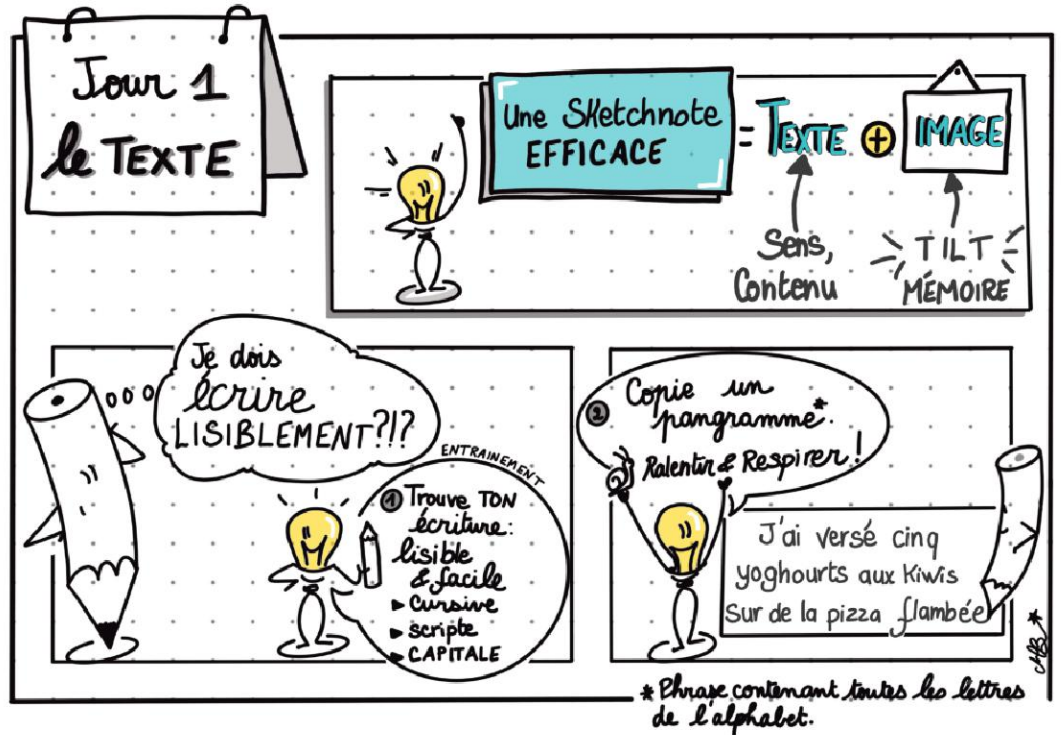 Jour 1
le TEXTE
Une Sketchnote
EFFICACE
= TEXTE + IMAGE
Sens,
Contenu
TILT
MÉMOIRE
Je dois
écrire
LISIBLEMENT?!?
ENTRAINEMENT
1 Trouve TON
écriture:
lisible
& facile
► Cursive
► scripte
► CAPITALE
2 Copie un
pangramme*.
Ralentir & Respirer!
J'ai versé cinq
yoghourts aux Kiwis
Sur de la pizza flambée
* Phrase contenant toutes les lettres
de l'alphabet.